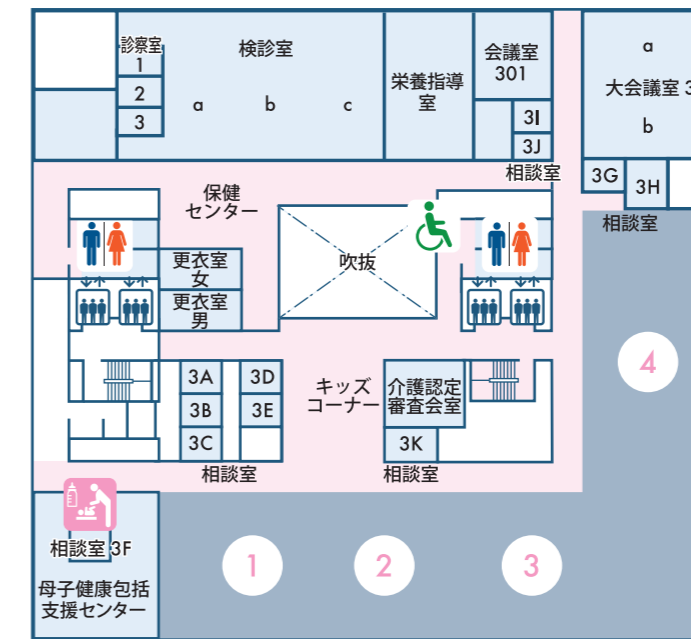 診察室
1
2
3
検診室
a b c
栄養指導
室
会議室
301
3I
3J
相談室
a
大会議室 3
b
3G
3H
相談室
保健
センター
吹抜
更衣室
女
更衣室
男
3A
3B
3C
3D
3E
相談室
キッズ
コーナー
介護認定
審査会室
3K
相談室
相談室 3F
母子健康包括
支援センター
1
2
3
4